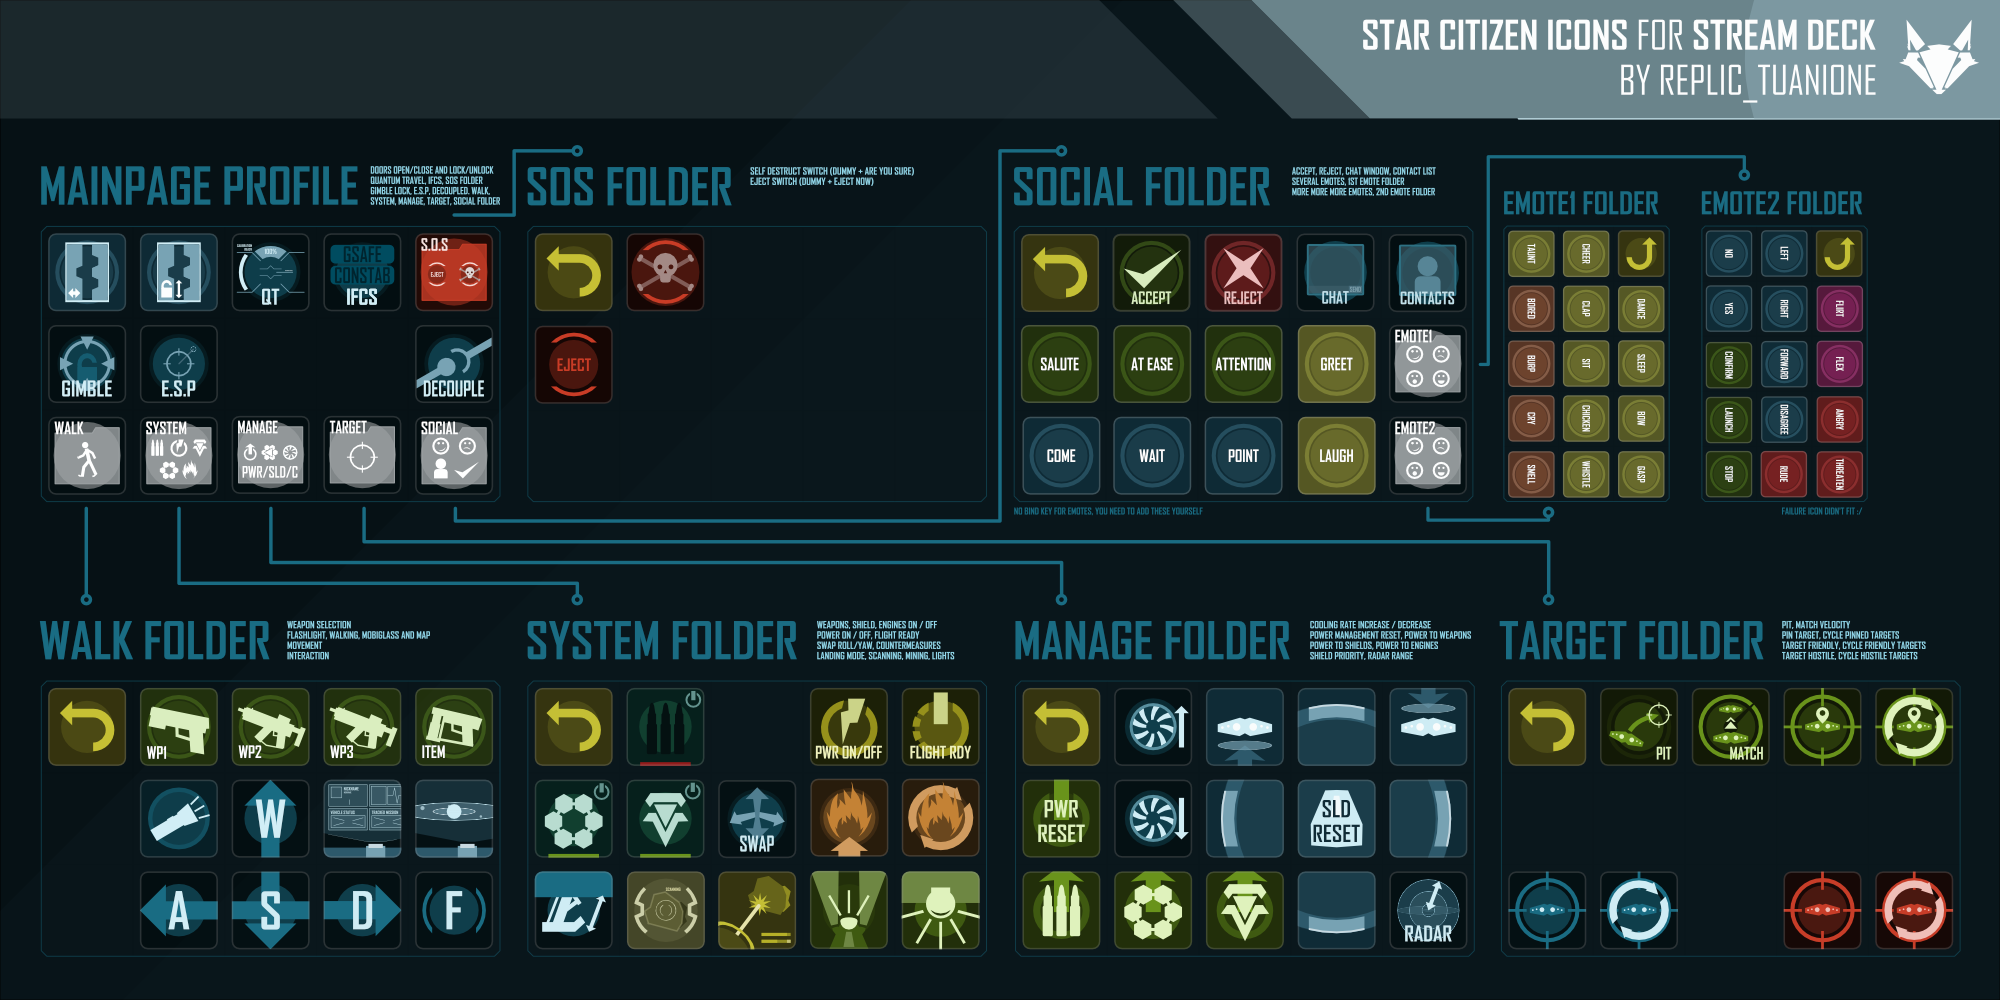 STAR CITIZEN ICONS FOR STREAM DECK
BY REPLIC_TUANIONE
MAINPAGE PROFILE
DOORS OPEN/CLOSE AND LOCK/UNLOCK
QUANTUM TRAVEL, IFCS, SOS FOLDER
GIMBLE LOCK, E.S.P, DECOUPLED. WALK,
SYSTEM, MANAGE, TARGET, SOCIAL FOLDER
100%
QT
GSAFE
CONSTAB
IFCS
S.O.S
EJECT
GIMBLE
E.S.P
DECOUPLE
WALK
SYSTEM
MANAGE
PWR/SLD/C
TARGET
SOCIAL
SOS FOLDER
SELF DESTRUCT SWITCH (DUMMY + ARE YOU SURE)
EJECT SWITCH (DUMMY + EJECT NOW)
EJECT
SOCIAL FOLDER
ACCEPT, REJECT, CHAT WINDOW, CONTACT LIST
SEVERAL EMOTES, 1ST EMOTE FOLDER
MORE MORE MORE EMOTES, 2ND EMOTE FOLDER
ACCEPT
REJECT
CHAT
SEND
CONTACTS
SALUTE
AT EASE
ATTENTION
GREET
EMOTE1
COME
WAIT
POINT
LAUGH
EMOTE2
NO BIND KEY FOR EMOTES, YOU NEED TO ADD THESE YOURSELF
EMOTE1 FOLDER
TAUNT
CHEER
BORED
CLAP
DANCE
BURP
SIT
SLEEP
CRY
CHICKEN
BOW
SMELL
WHISTLE
GASP
EMOTE2 FOLDER
NO
LEFT
YES
RIGHT
FLIRT
CONFIRM
FORWARD
FLEX
LAUNCH
DISAGREE
ANGRY
STOP
RUDE
THREATEN
FAILURE ICON DIDN'T FIT :/
WALK FOLDER
WEAPON SELECTION
FLASHLIGHT, WALKING, MOBIGLASS AND MAP
MOVEMENT
INTERACTION
WP1
WP2
WP3
ITEM
W
NICKNAME
VEHICLE STATUS
TRACKED MISSION
A
S
D
F
SYSTEM FOLDER
WEAPONS, SHIELD, ENGINES ON / OFF
POWER ON / OFF, FLIGHT READY
SWAP ROLL/YAW, COUNTERMEASURES
LANDING MODE, SCANNING, MINING, LIGHTS
PWR ON/OFF
FLIGHT RDY
SWAP
SCANNING
MANAGE FOLDER
COOLING RATE INCREASE / DECREASE
POWER MANAGEMENT RESET, POWER TO WEAPONS
POWER TO SHIELDS, POWER TO ENGINES
SHIELD PRIORITY, RADAR RANGE
PWR
RESET
SLD
RESET
RADAR
TARGET FOLDER
PIT, MATCH VELOCITY
PIN TARGET, CYCLE PINNED TARGETS
TARGET FRIENDLY, CYCLE FRIENDLY TARGETS
TARGET HOSTILE, CYCLE HOSTILE TARGETS
PIT
MATCH